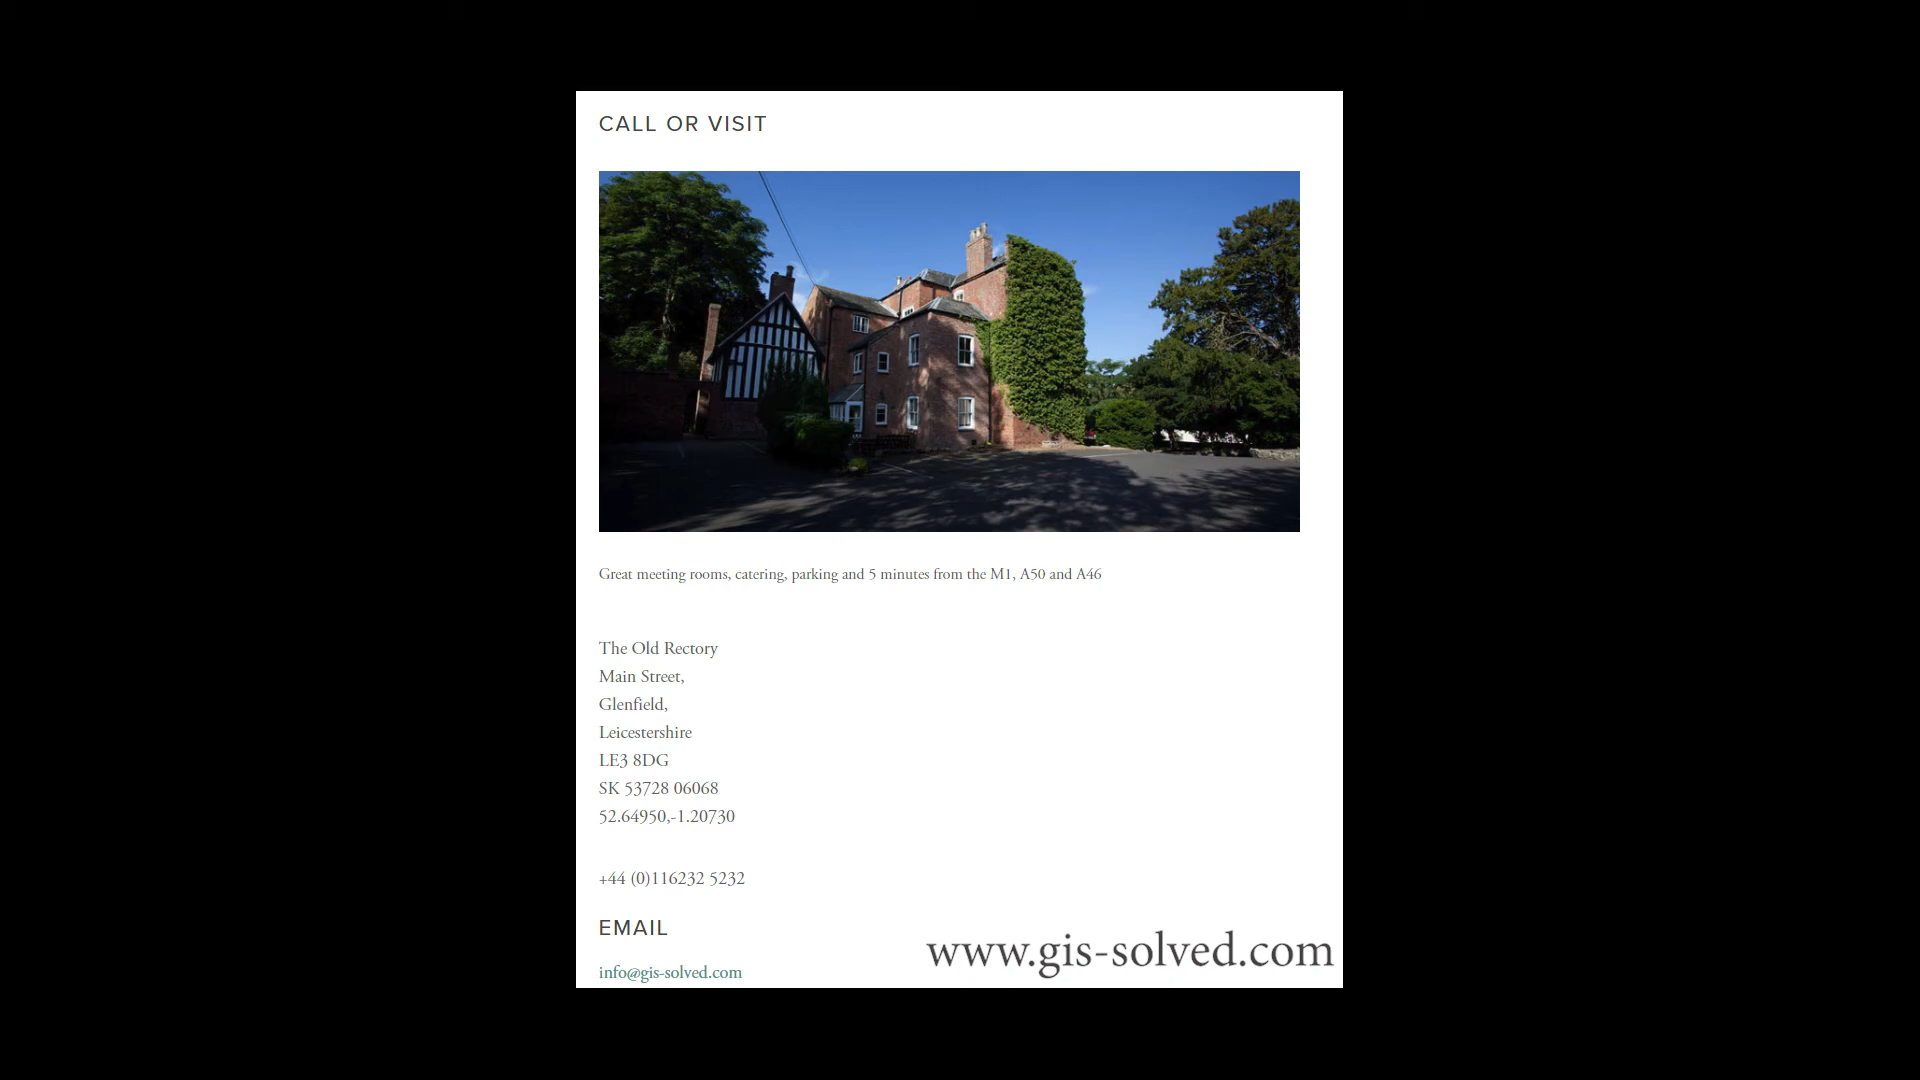 CALL OR VISIT
Great meeting rooms, catering, parking and 5 minutes from the M1, A50 and A46
The Old Rectory
Main Street,
Glenfield,
Leicestershire
LE3 8DG
SK 53728 06068
52.64950,-1.20730
+44 (0)116232 5232
EMAIL
info@gis-solved.com
www.gis-solved.com